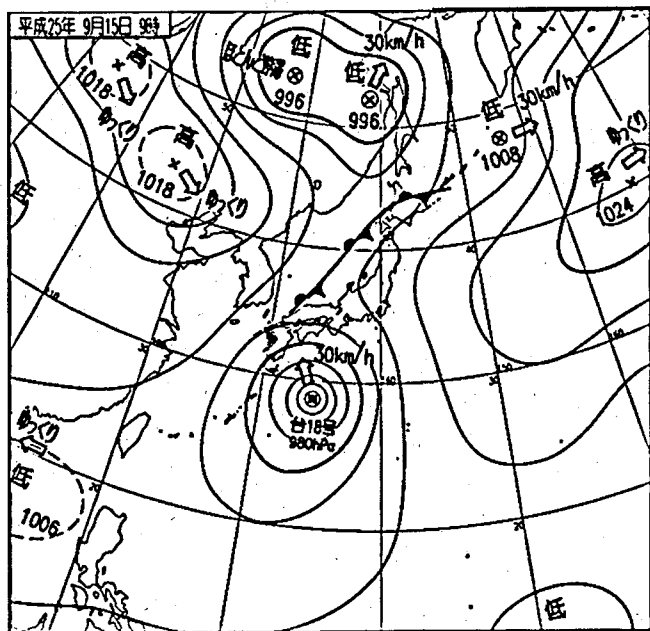 平成25年 9月15日 9時
高
1018
ゆっくり
高
1018
ゆっくり
低
996
低
996
30km/h
低
30km/h
1008
ゆっくり
高
1024
低
30km/h
台18号
980hPa
ゆっくり
低
1006
低